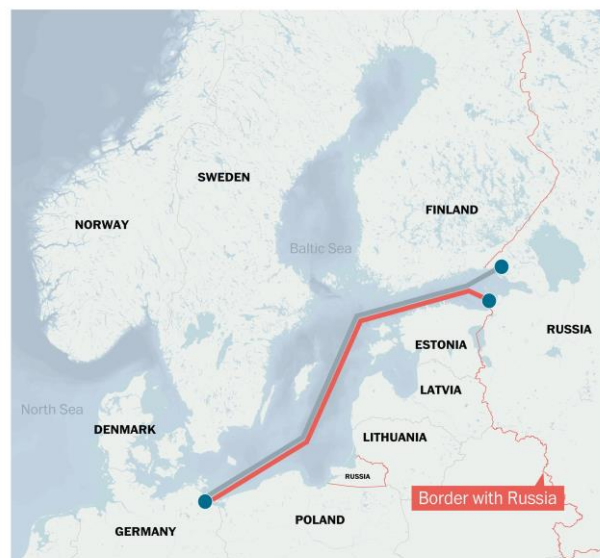 SWEDEN
FINLAND
NORWAY
Baltic Sea
RUSSIA
ESTONIA
LATVIA
North Sea
DENMARK
LITHUANIA
RUSSIA
Border with Russia
POLAND
GERMANY